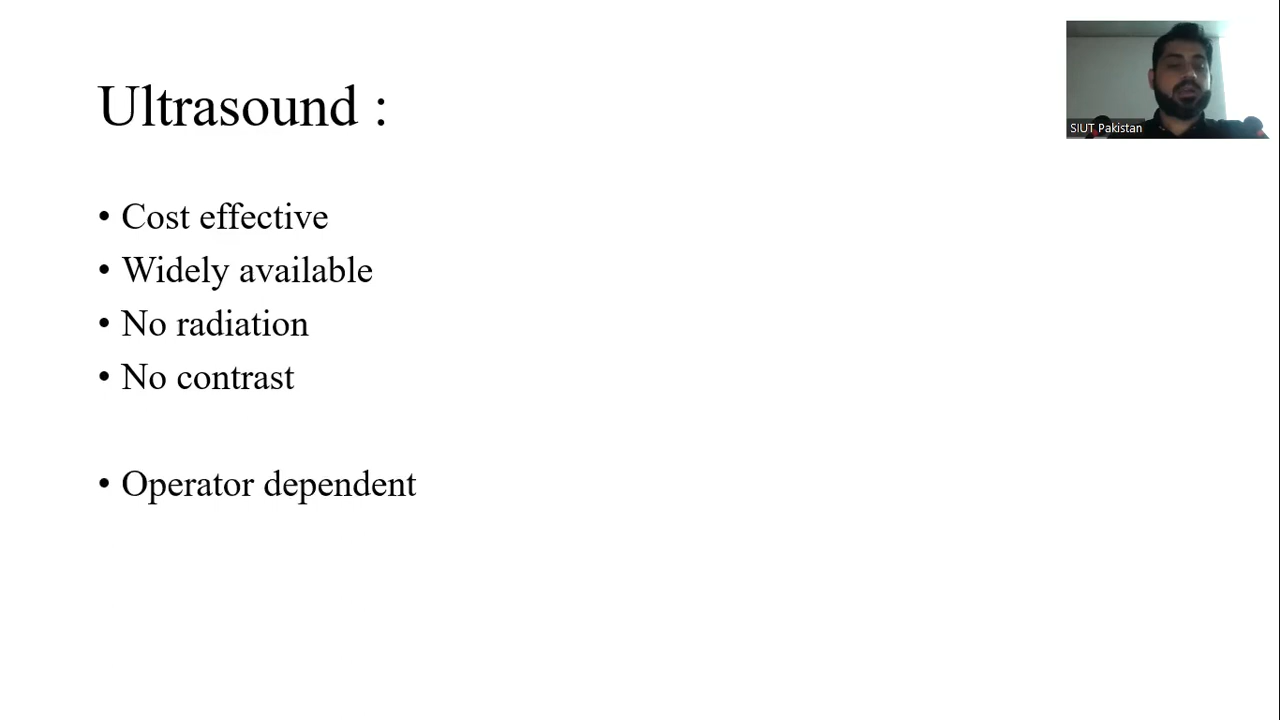 Ultrasound :
SIUT Pakistan
• Cost effective
• Widely available
• No radiation
• No contrast
• Operator dependent